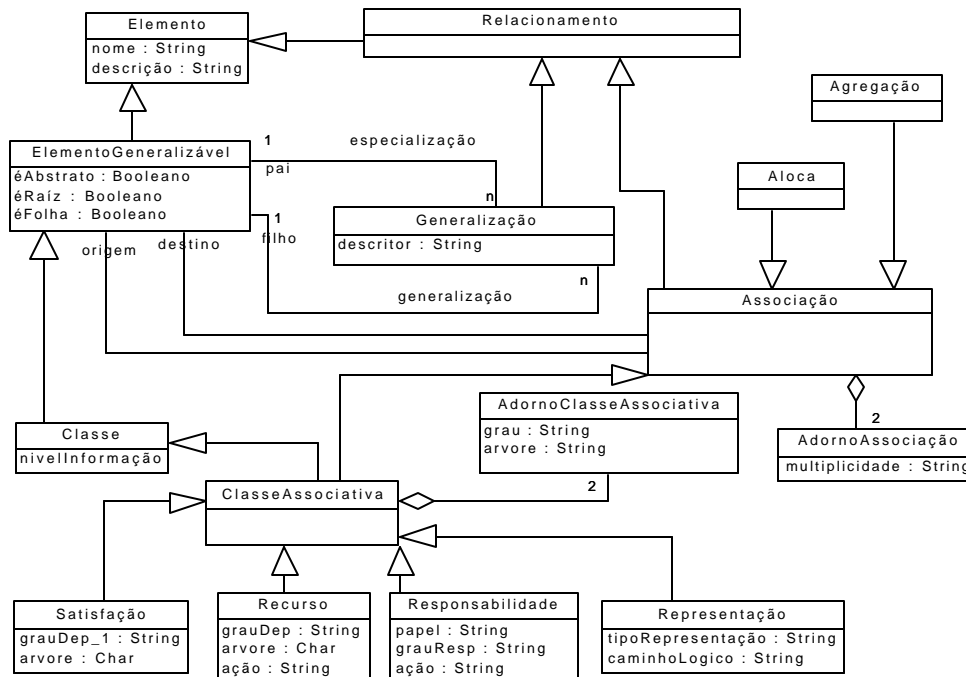 Elemento
nome : String
descrição : String
Relacionamento
Agregação
ElementoGeneralizável
éAbstrato : Booleano
éRaíz : Booleano
éFolha : Booleano
1
especialização
pai
n
Aloca
Generalização
descritor : String
1
filho
origem
destino
n
generalização
Associação
AdornoClasseAssociativa
grau : String
arvore : String
2
2
AdornoAssociação
multiplicidade : String
Classe
nivelInformação
ClasseAssociativa
Satisfação
grauDep_1 : String
arvore : Char
Recurso
grauDep : String
arvore : Char
ação : String
Responsabilidade
papel : String
grauResp : String
ação : String
Representação
tipoRepresentação : String
caminhoLogico : String